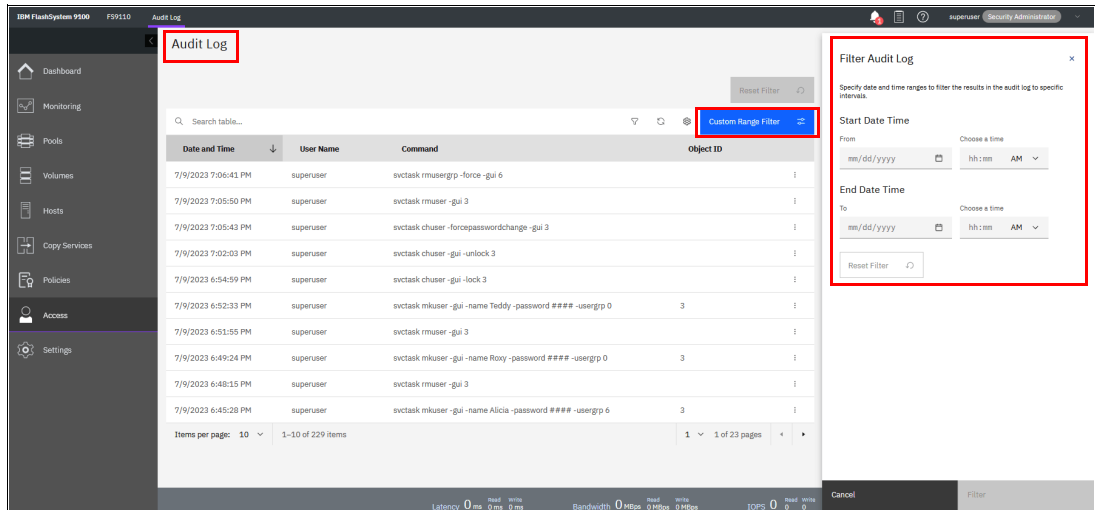 IBM FlashSystem 9100 FS9110 Audit Log
1
superuser Security Administrator
Dashboard
Monitoring
Pools
Volumes
Hosts
Copy Services
Policies
Access
Settings
Audit Log
Reset Filter
Search table...
Custom Range Filter
Date and Time User Name Command Object ID
7/9/2023 7:06:41 PM superuser svctask rmusergrp -force -gui 6
7/9/2023 7:05:50 PM superuser svctask rmuser -gui 3
7/9/2023 7:05:43 PM superuser svctask chuser -forcepasswordchange -gui 3
7/9/2023 7:02:03 PM superuser svctask chuser -gui -unlock 3
7/9/2023 6:54:59 PM superuser svctask chuser -gui -lock 3
7/9/2023 6:52:33 PM superuser svctask mkuser -gui -name Teddy -password #### -usergrp 0 3
7/9/2023 6:51:55 PM superuser svctask rmuser -gui 3
7/9/2023 6:49:24 PM superuser svctask mkuser -gui -name Roxy -password #### -usergrp 0 3
7/9/2023 6:48:15 PM superuser svctask rmuser -gui 3
7/9/2023 6:45:28 PM superuser svctask mkuser -gui -name Alicia -password #### -usergrp 6 3
Items per page: 10 1–10 of 229 items 1 1 of 23 pages
Latency 0 ms Read 0 ms Write 0 ms Bandwidth 0 MBps Read 0 MBps Write 0 MBps IOPS 0 Read 0 Write 0
Filter Audit Log
Specify date and time ranges to filter the results in the audit log to specific
intervals.
Start Date Time
From Choose a time
mm/dd/yyyy hh:mm AM
End Date Time
To Choose a time
mm/dd/yyyy hh:mm AM
Reset Filter
Cancel Filter